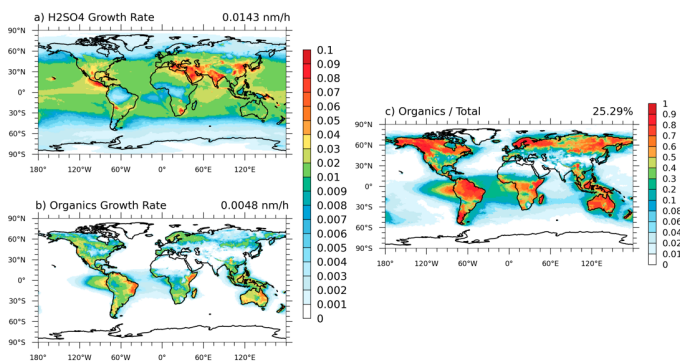 a) H2SO4 Growth Rate 0.0143 nm/h
90°N
60°N
30°N
0°
30°S
60°S
90°S
180° 120°W 60°W 0° 60°E 120°E
0.1
0.09
0.08
0.07
0.06
0.05
0.04
0.03
0.02
0.01
0.009
0.008
0.007
0.006
0.005
0.004
0.003
0.002
0.001
0
b) Organics Growth Rate 0.0048 nm/h
90°N
60°N
30°N
0°
30°S
60°S
90°S
180° 120°W 60°W 0° 60°E 120°E
c) Organics / Total 25.29%
90°N
60°N
30°N
0°
30°S
60°S
90°S
180° 120°W 60°W 0° 60°E 120°E
1
0.9
0.9
0.8
0.7
0.6
0.5
0.4
0.3
0.2
0.1
0.08
0.06
0.04
0.02
0.01
0